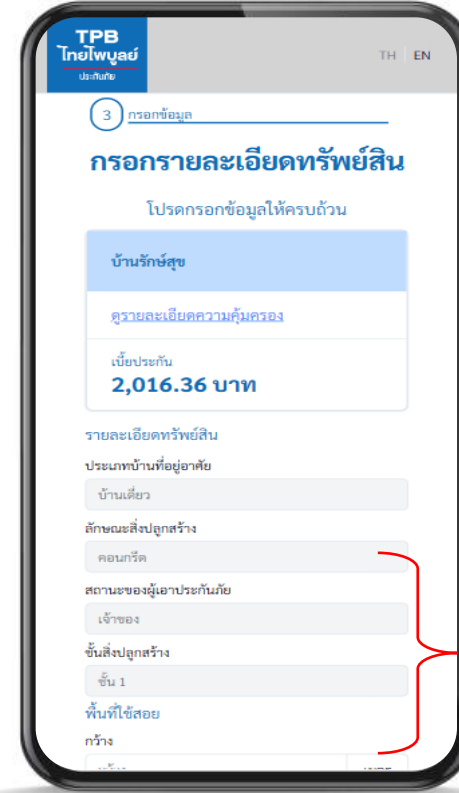 TPB
ไทยไพบูลย์
ประกันภัย
TH EN
3 กรอกข้อมูล
กรอกรายละเอียดทรัพย์สิน
โปรดกรอกข้อมูลให้ครบถ้วน
บ้านรักษ์สุข
ดูรายละเอียดความคุ้มครอง
เบี้ยประกัน
2,016.36 บาท
รายละเอียดทรัพย์สิน
ประเภทบ้านที่อยู่อาศัย
บ้านเดี่ยว
ลักษณะสิ่งปลูกสร้าง
คอนกรีต
สถานะของผู้เอาประกันภัย
เจ้าของ
ชั้นสิ่งปลูกสร้าง
ชั้น 1
พื้นที่ใช้สอย
กว้าง